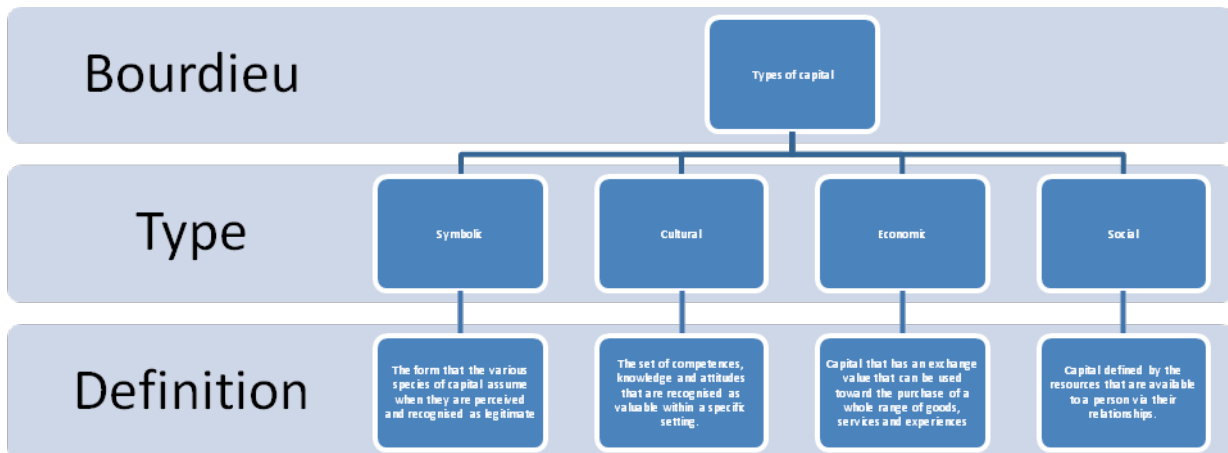 Bourdieu
Types of capital
Type
Symbolic
Cultural
Economic
Social
Definition
The form that the various
species of capital assume
when they are perceived
and recognised as legitimate
The set of competences,
knowledge and attitudes
that are recognised as
valuable within a specific
setting.
Capital that has an exchange
value that can be used
toward the purchase of a
whole range of goods,
services and experiences
Capital defined by the
resources that are available
to a person via their
relationships.